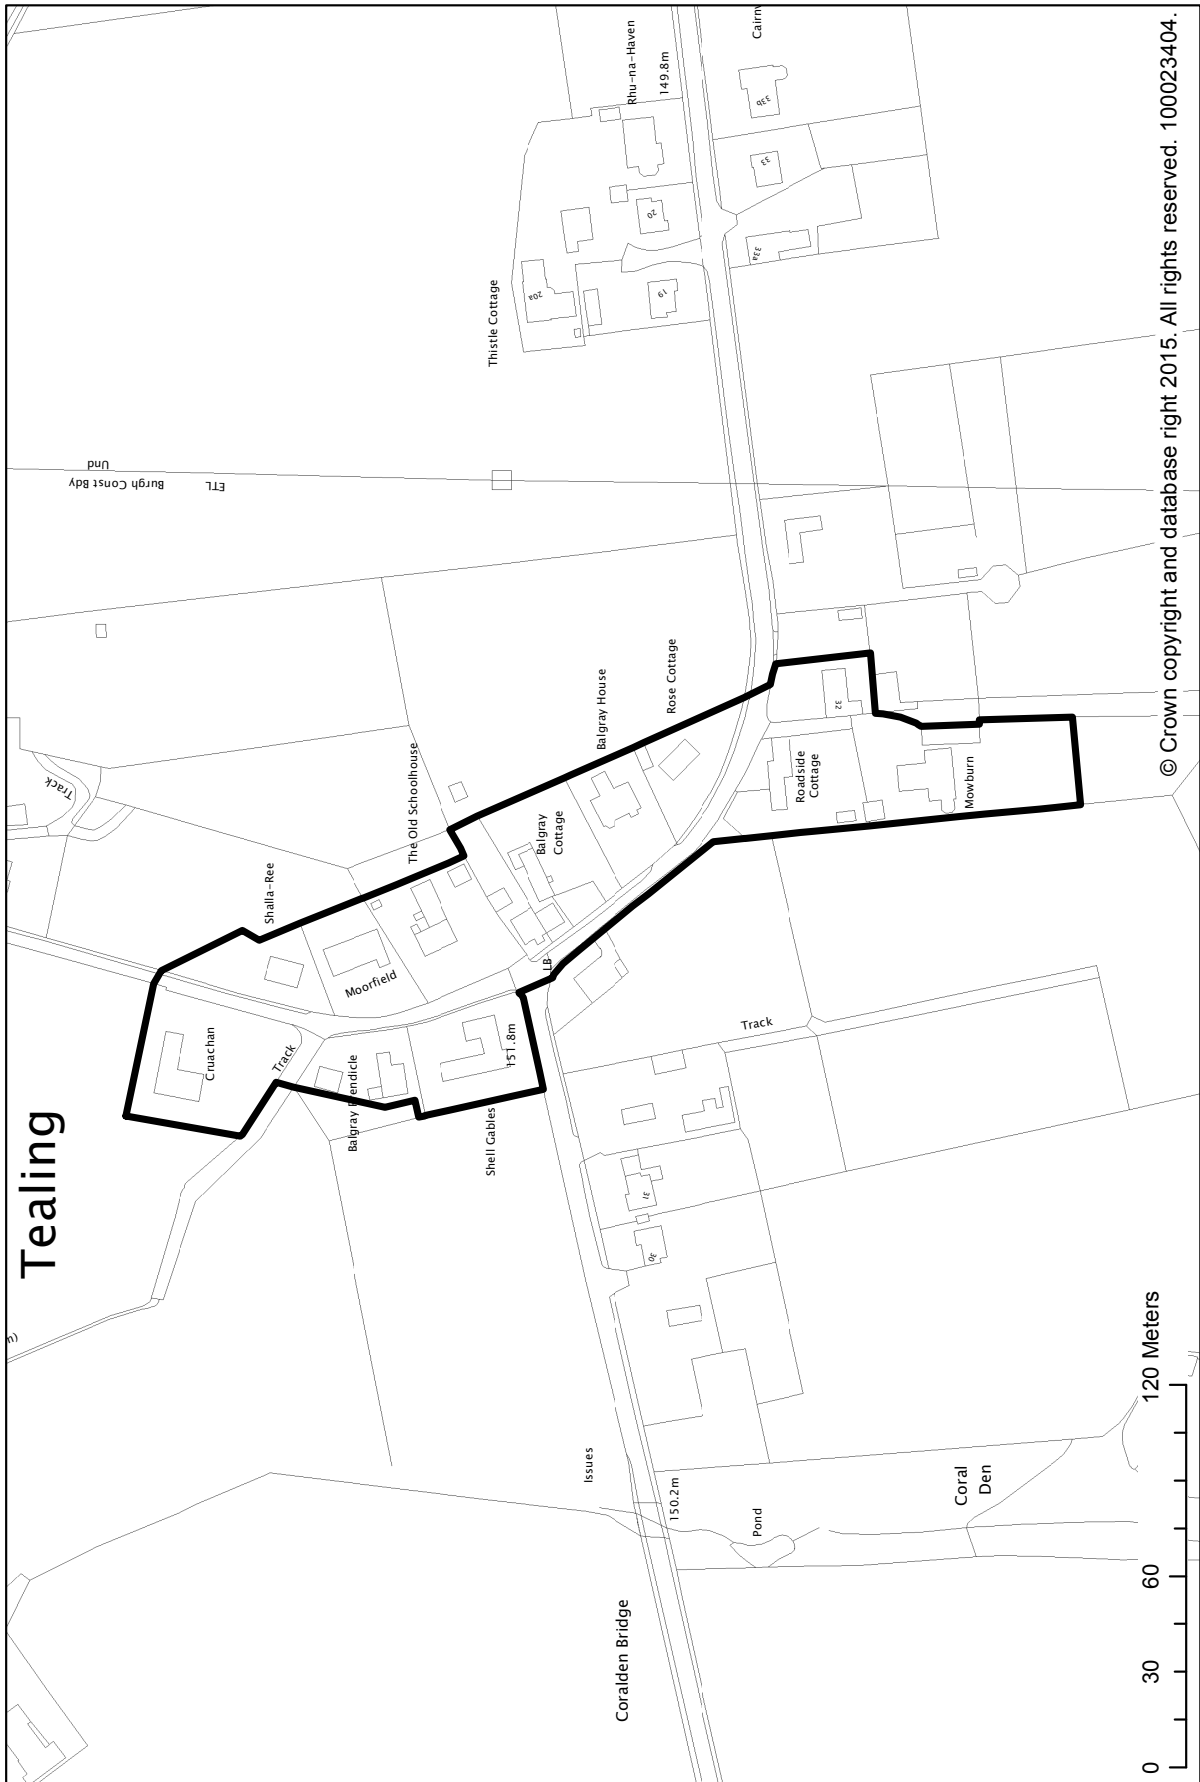 Tealing
n)
Track
Shalla-Ree
Cruachan
Track
Moorfield
The Old Schoolhouse
Shell Gables
151.8m
LB
Balgray
Cottage
Balgray House
Rose Cottage
Roadside
Cottage
32
Mowburn
Und
Burgh Const Bdy
ETL
Thistle Cottage
20a
19
20
Rhu-na-Haven
149.8m
33a
33
33b
Track
31
30
Issues
150.2m
Pond
Coral
Den
Coralden Bridge
0 30 60 120 Meters
© Crown copyright and database right 2015. All rights reserved. 100023404.